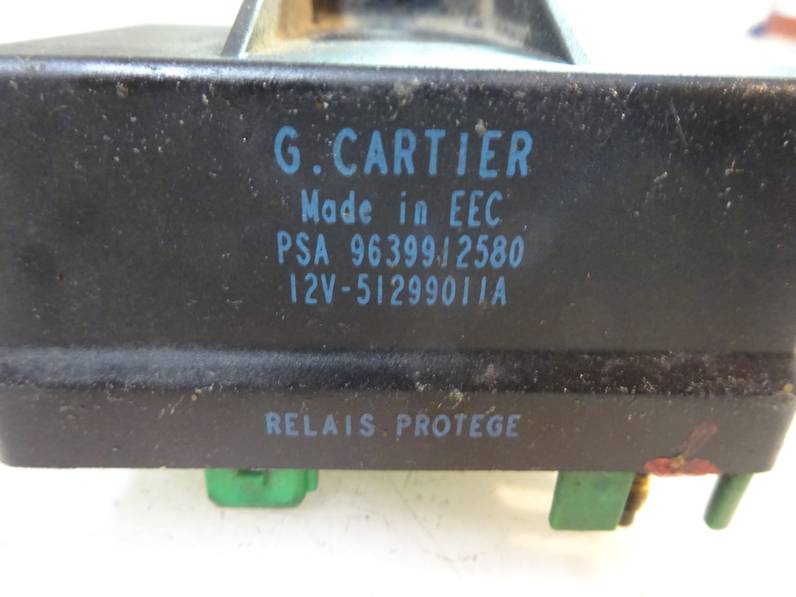 G.CARTIER
Made in EEC
PSA 9639912580
12V-51299011A
RELAIS PROTEGE